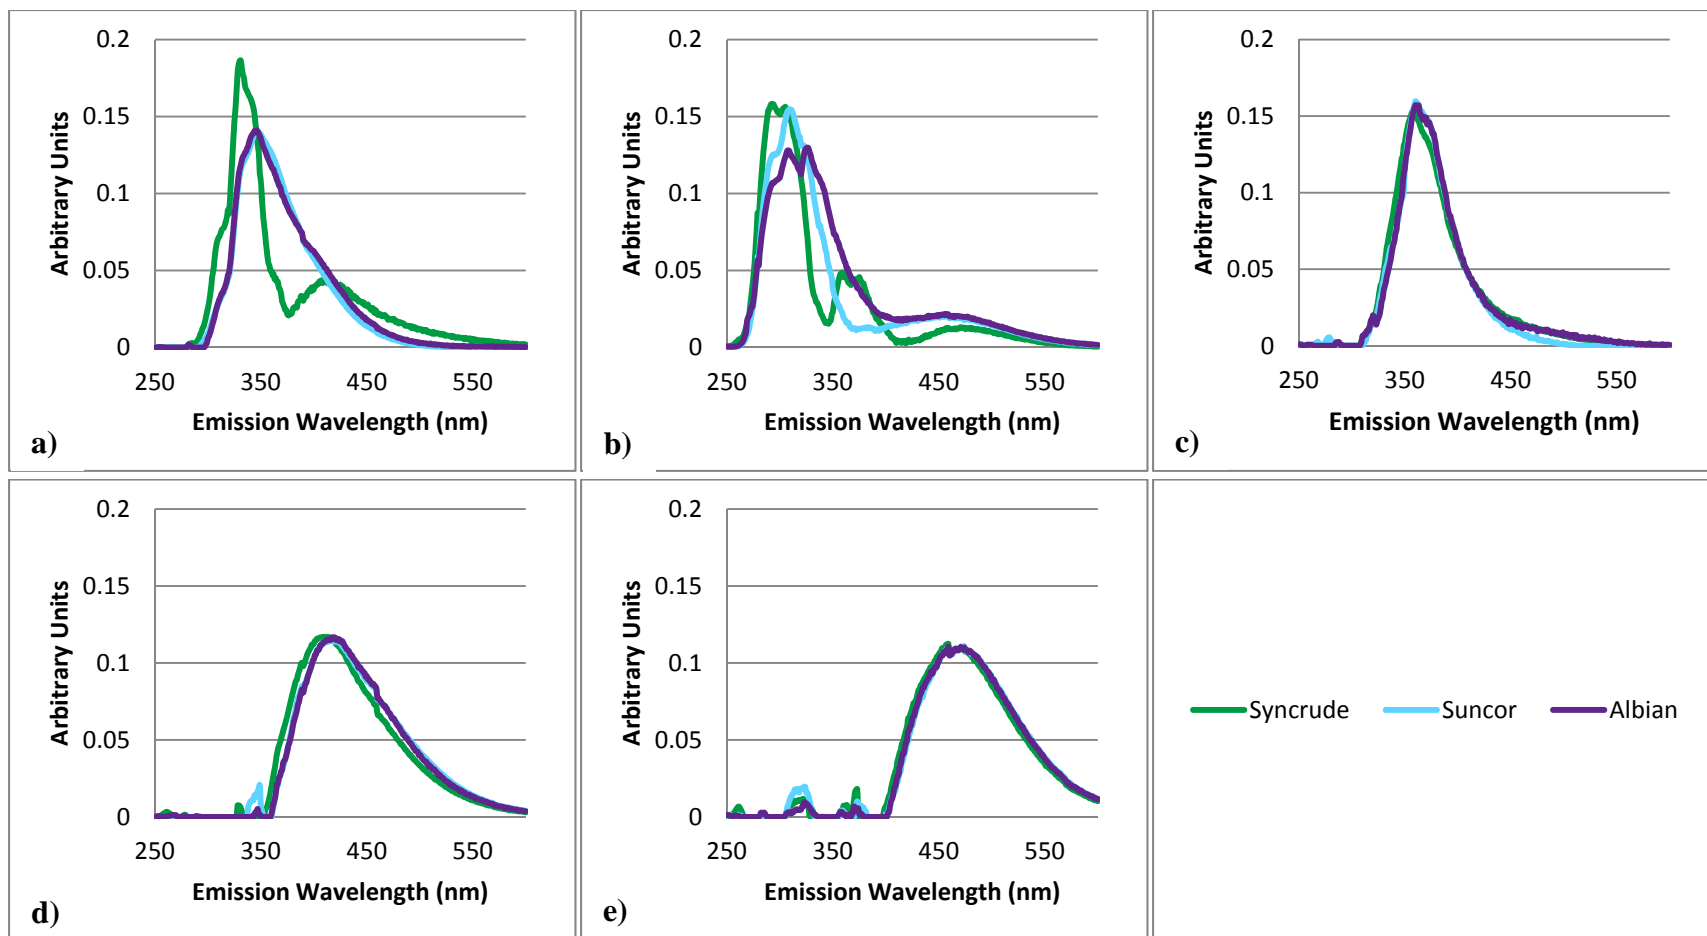 0.2
0.15
0.1
0.05
0
250 350 450 550
Arbitrary Units
Emission Wavelength (nm)
a)
0.2
0.15
0.1
0.05
0
250 350 450 550
Arbitrary Units
Emission Wavelength (nm)
b)
0.2
0.15
0.1
0.05
0
250 350 450 550
Arbitrary Units
Emission Wavelength (nm)
c)
0.2
0.15
0.1
0.05
0
250 350 450 550
Arbitrary Units
Emission Wavelength (nm)
d)
0.2
0.15
0.1
0.05
0
250 350 450 550
Arbitrary Units
Emission Wavelength (nm)
e)
Syncrude Suncor Albian